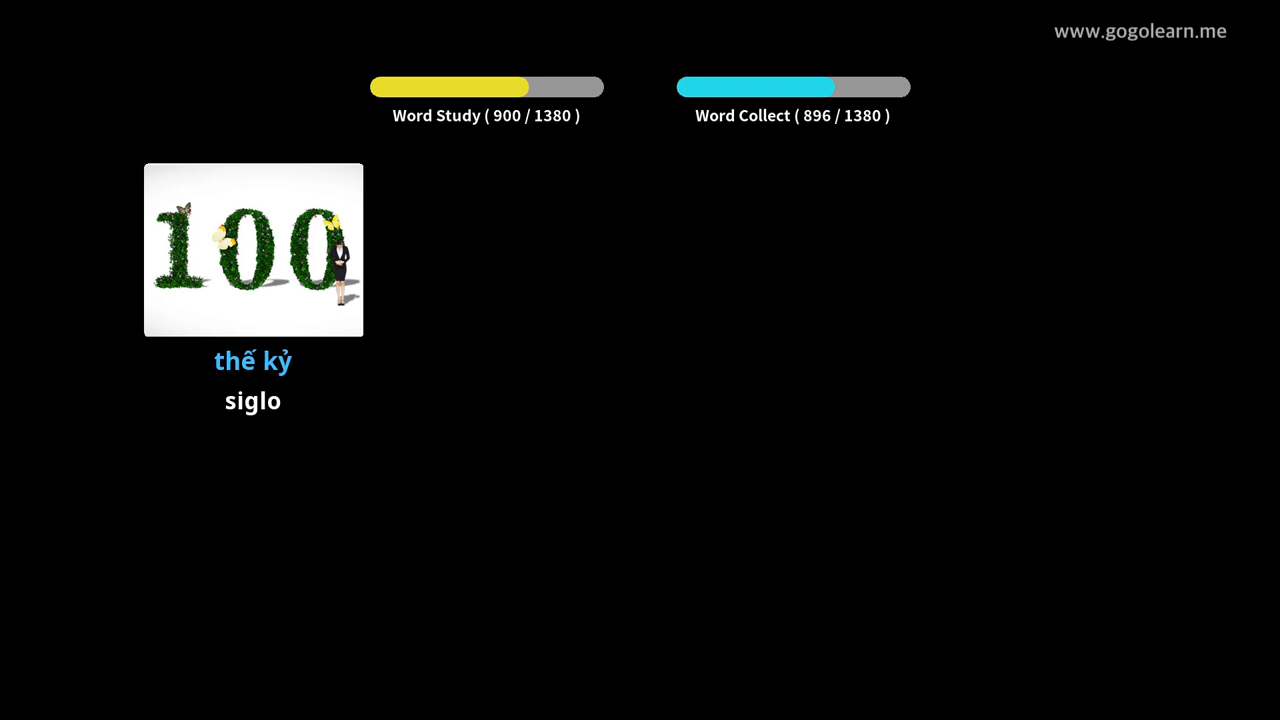 www.gogolearn.me
Word Study ( 900 / 1380 )
Word Collect ( 896 / 1380 )
100
thế kỷ
siglo